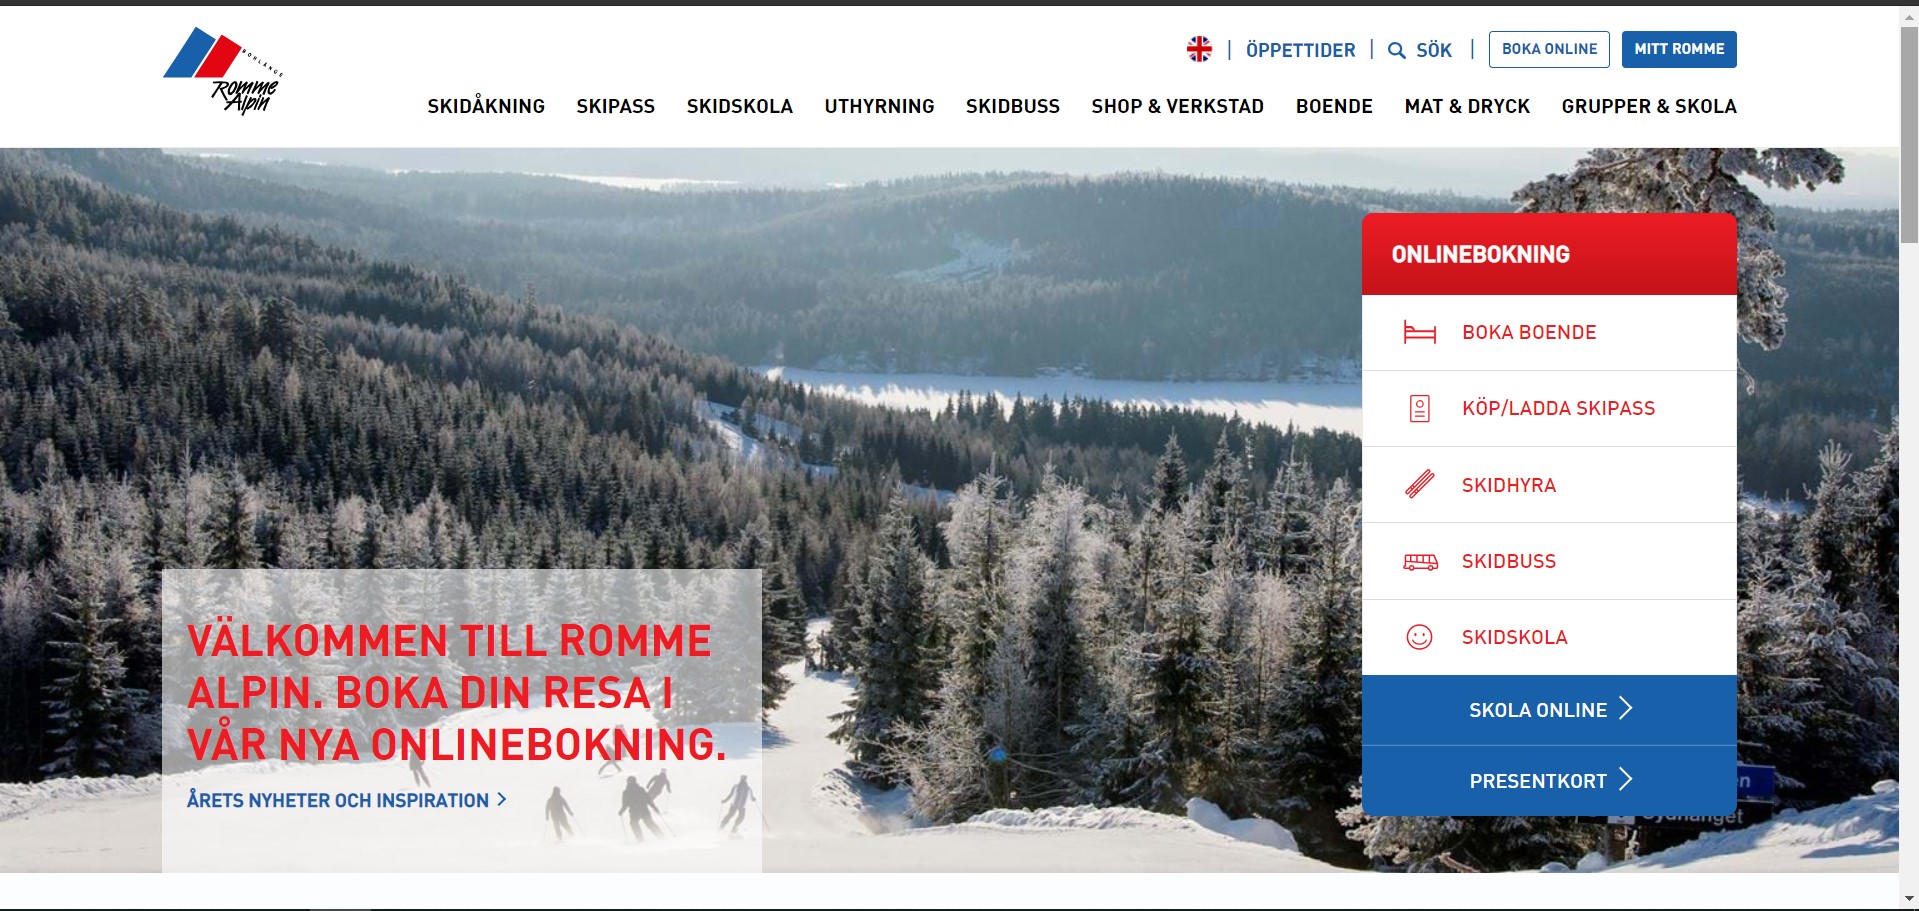 BORLÄNGE
Romme
Alpin
ÖPPETTIDER
SÖK
BOKA ONLINE
MITT ROMME
SKIDÅKNING
SKIPASS
SKIDSKOLA
UTHYRNING
SKIDBUSS
SHOP & VERKSTAD
BOENDE
MAT & DRYCK
GRUPPER & SKOLA
ONLINEBOKNING
BOKA BOENDE
KÖP/LADDA SKIPASS
SKIDHYRA
SKIDBUSS
SKIDSKOLA
SKOLA ONLINE
PRESENTKORT
VÄLKOMMEN TILL ROMME
ALPIN. BOKA DIN RESA I
VÅR NYA ONLINEBOKNING.
ÅRETS NYHETER OCH INSPIRATION